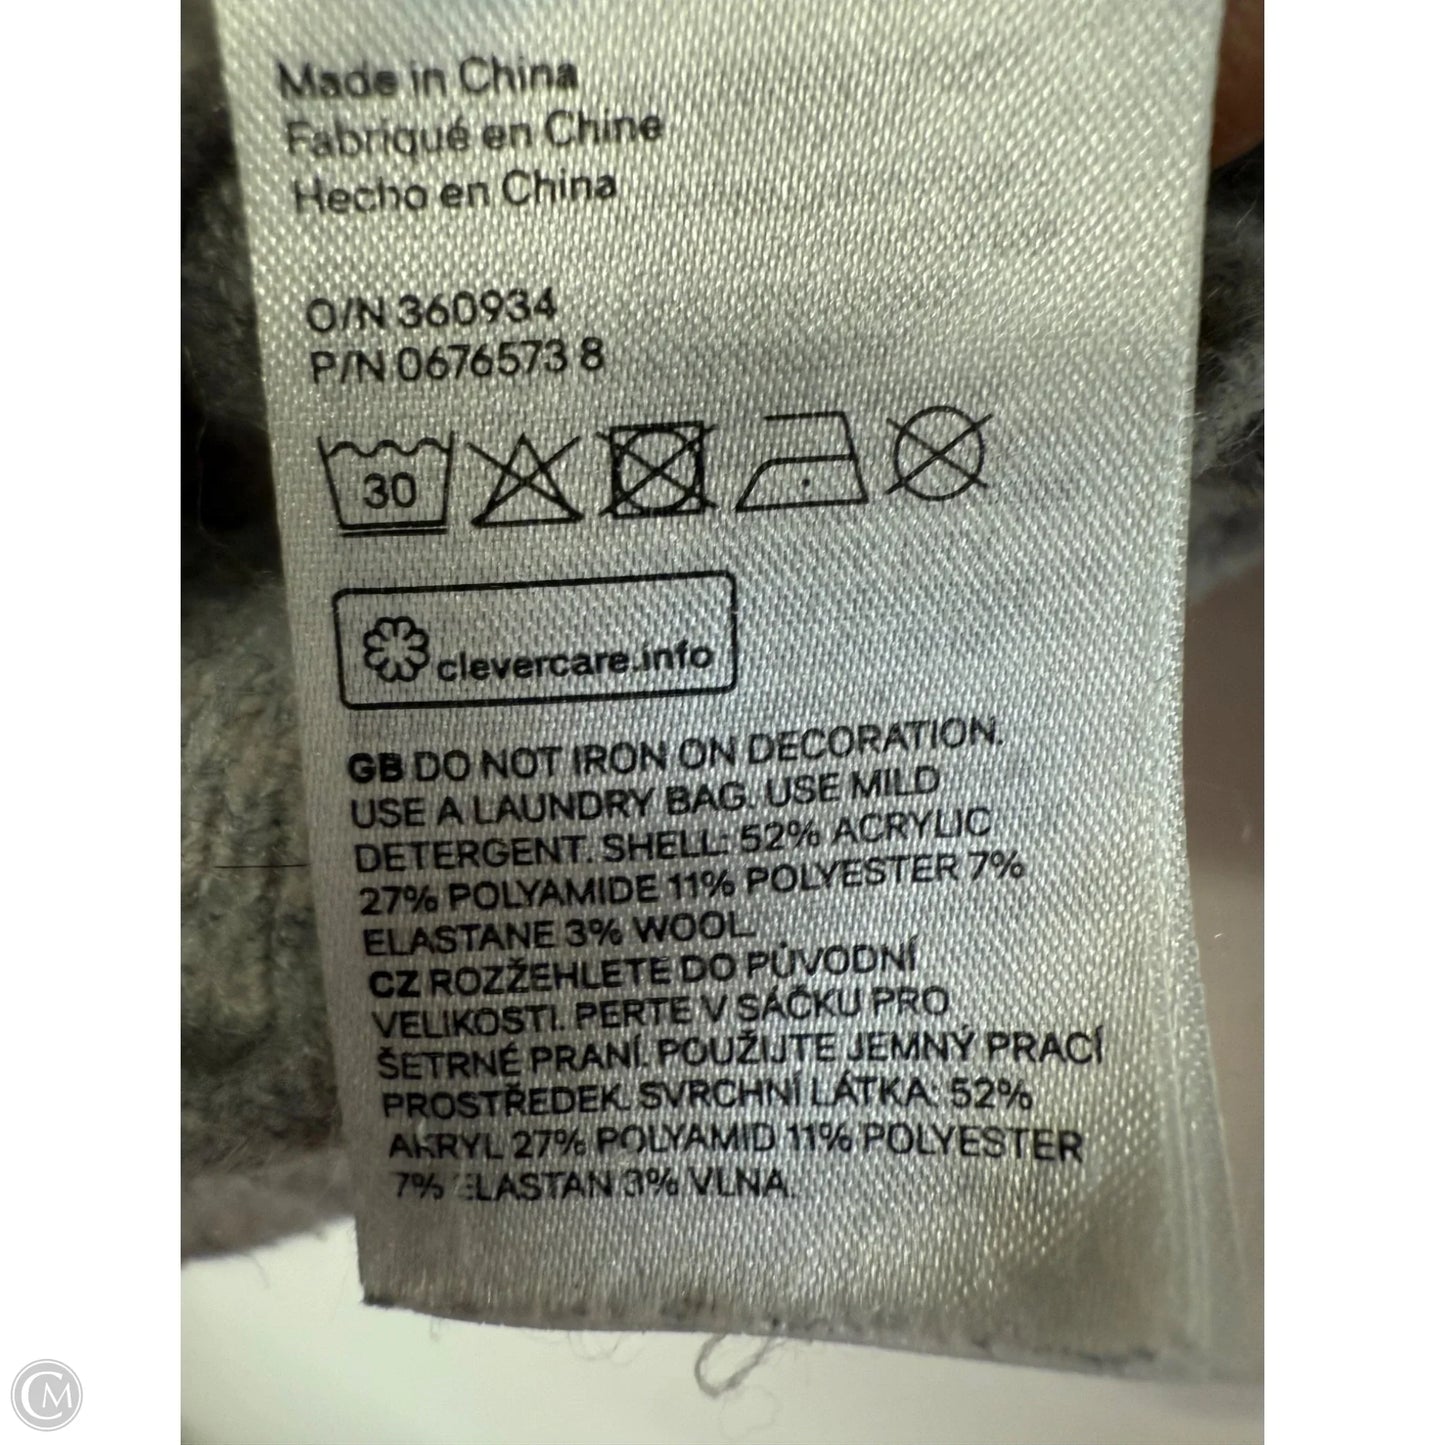 Made in China
Fabriqué en Chine
Hecho en China
O/N 360934
P/N 0676573 8
30
clevercare.info
GB DO NOT IRON ON DECORATION.
USE A LAUNDRY BAG. USE MILD
DETERGENT. SHELL: 52% ACRYLIC
27% POLYAMIDE 11% POLYESTER 7%
ELASTANE 3% WOOL.
CZ ROZŽEHLETE DO PŮVODNÍ
VELIKOSTI. PERTE V SÁČKU PRO
ŠETRNÉ PRANÍ. POUŽIJTE JEMNÝ PRACÍ
PROSTŘEDEK. SVRCHNÍ LÁTKA: 52%
AKRYL 27% POLYAMID 11% POLYESTER
7% ELASTAN 3% VLNA.
CM